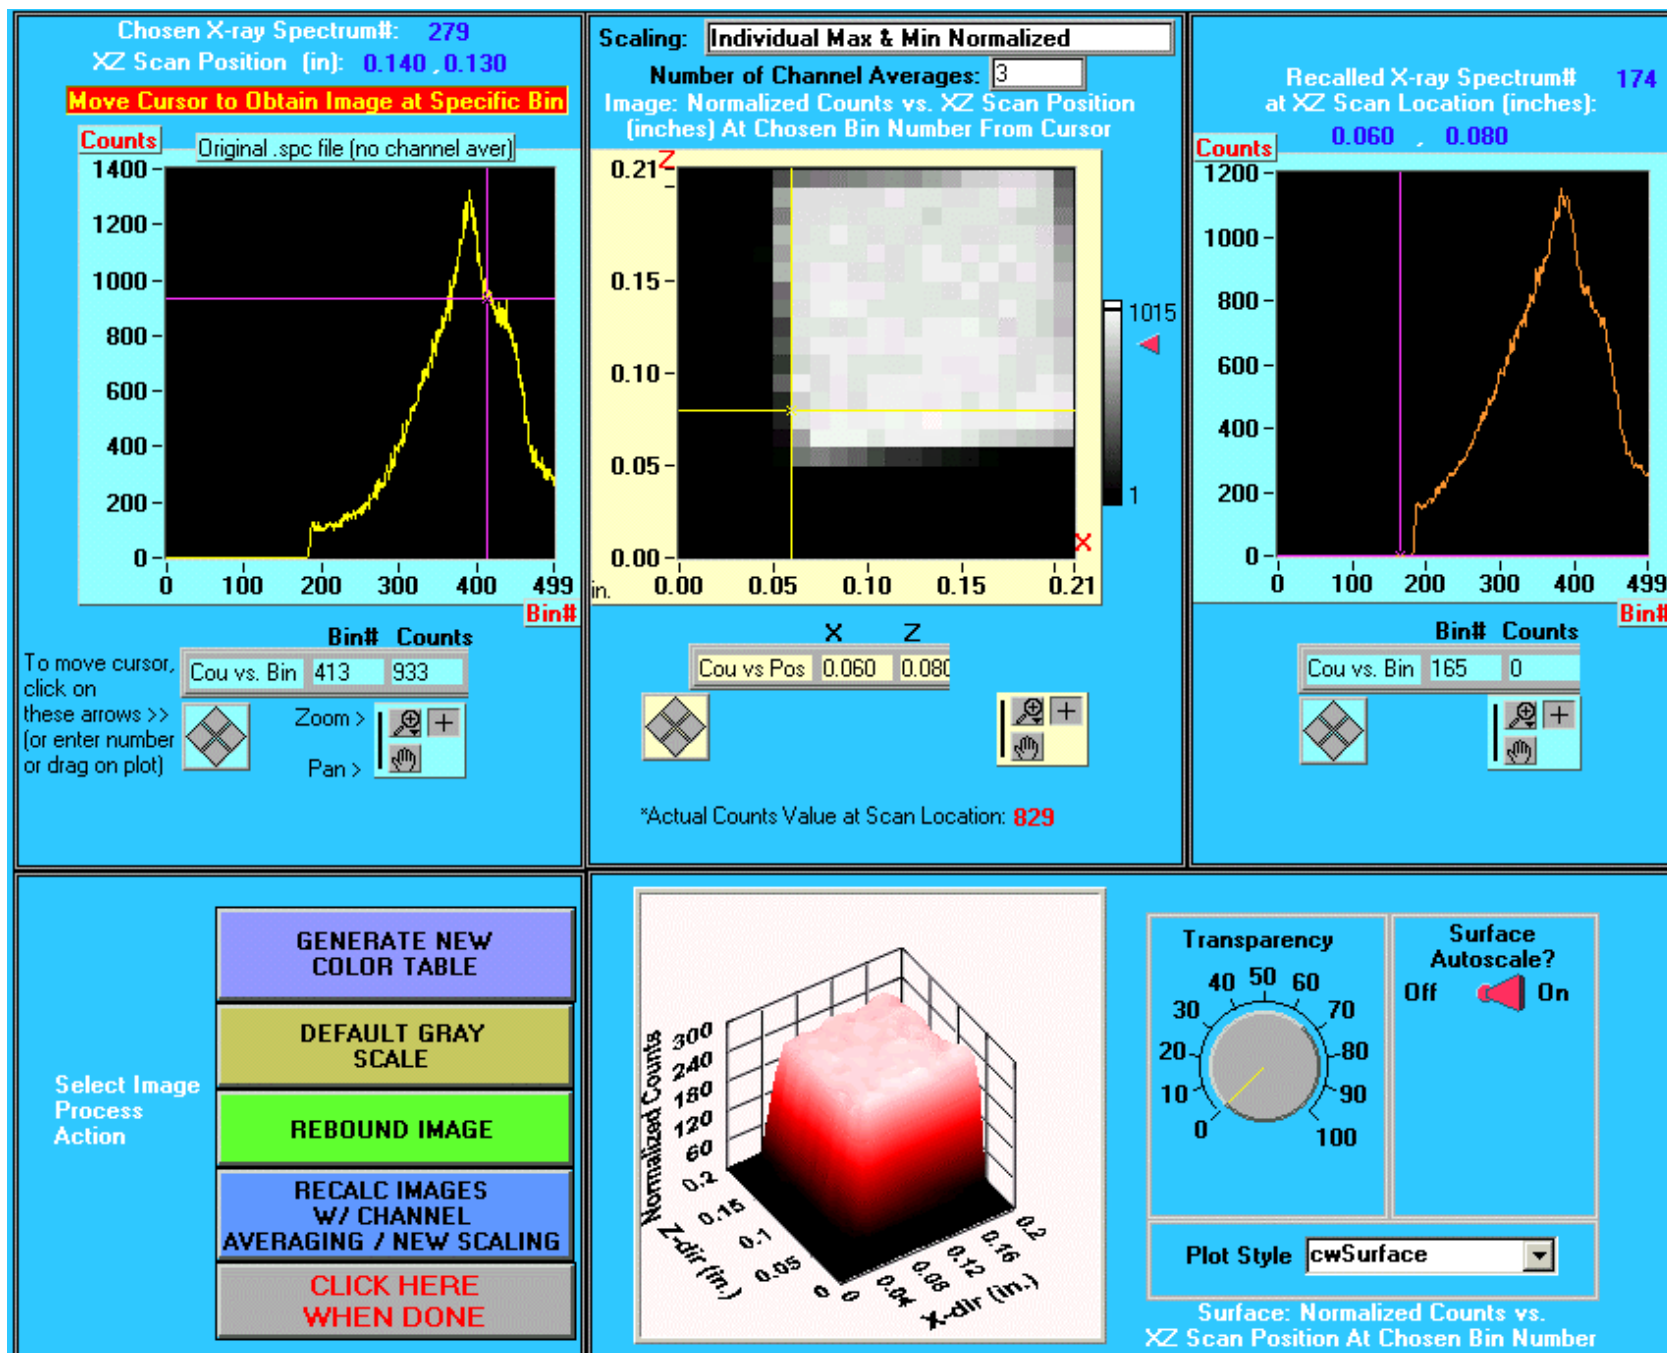 Chosen X-ray Spectrum#: 279
XZ Scan Position (in): 0.140 , 0.130
Move Cursor to Obtain Image at Specific Bin
Counts
Original .spc file (no channel aver)
1400
1200
1000
800
600
400
200
0
0 100 200 300 400 499
Bin#
Bin# Counts
Cou vs. Bin 413 933
To move cursor,
click on
these arrows >>
(or enter number
or drag on plot)
Zoom >
Pan >
Scaling: Individual Max & Min Normalized
Number of Channel Averages: 3
Image: Normalized Counts vs. XZ Scan Position
(inches) At Chosen Bin Number From Cursor
Z
0.21
0.15
0.10
0.05
0.00
in. 0.00 0.05 0.10 0.15 0.21
X
1015
1
X Z
Cou vs Pos 0.060 0.080
*Actual Counts Value at Scan Location: 829
Recalled X-ray Spectrum# 174
at XZ Scan Location (inches):
0.060 , 0.080
Counts
1200
1000
800
600
400
200
0
0 100 200 300 400 499
Bin#
Bin# Counts
Cou vs. Bin 165 0
Select Image
Process
Action
GENERATE NEW
COLOR TABLE
DEFAULT GRAY
SCALE
REBOUND IMAGE
RECALC IMAGES
W/ CHANNEL
AVERAGING / NEW SCALING
CLICK HERE
WHEN DONE
Normalized Counts
300
240
180
120
60
0.2
0.15
0.1
0.05
0
Z-dir (in.)
0
0.04
0.08
0.12
0.16
0.2
X-dir (in.)
Transparency
0 10 20 30 40 50 60 70 80 90 100
Surface
Autoscale?
Off On
Plot Style cwSurface
Surface: Normalized Counts vs.
XZ Scan Position At Chosen Bin Number